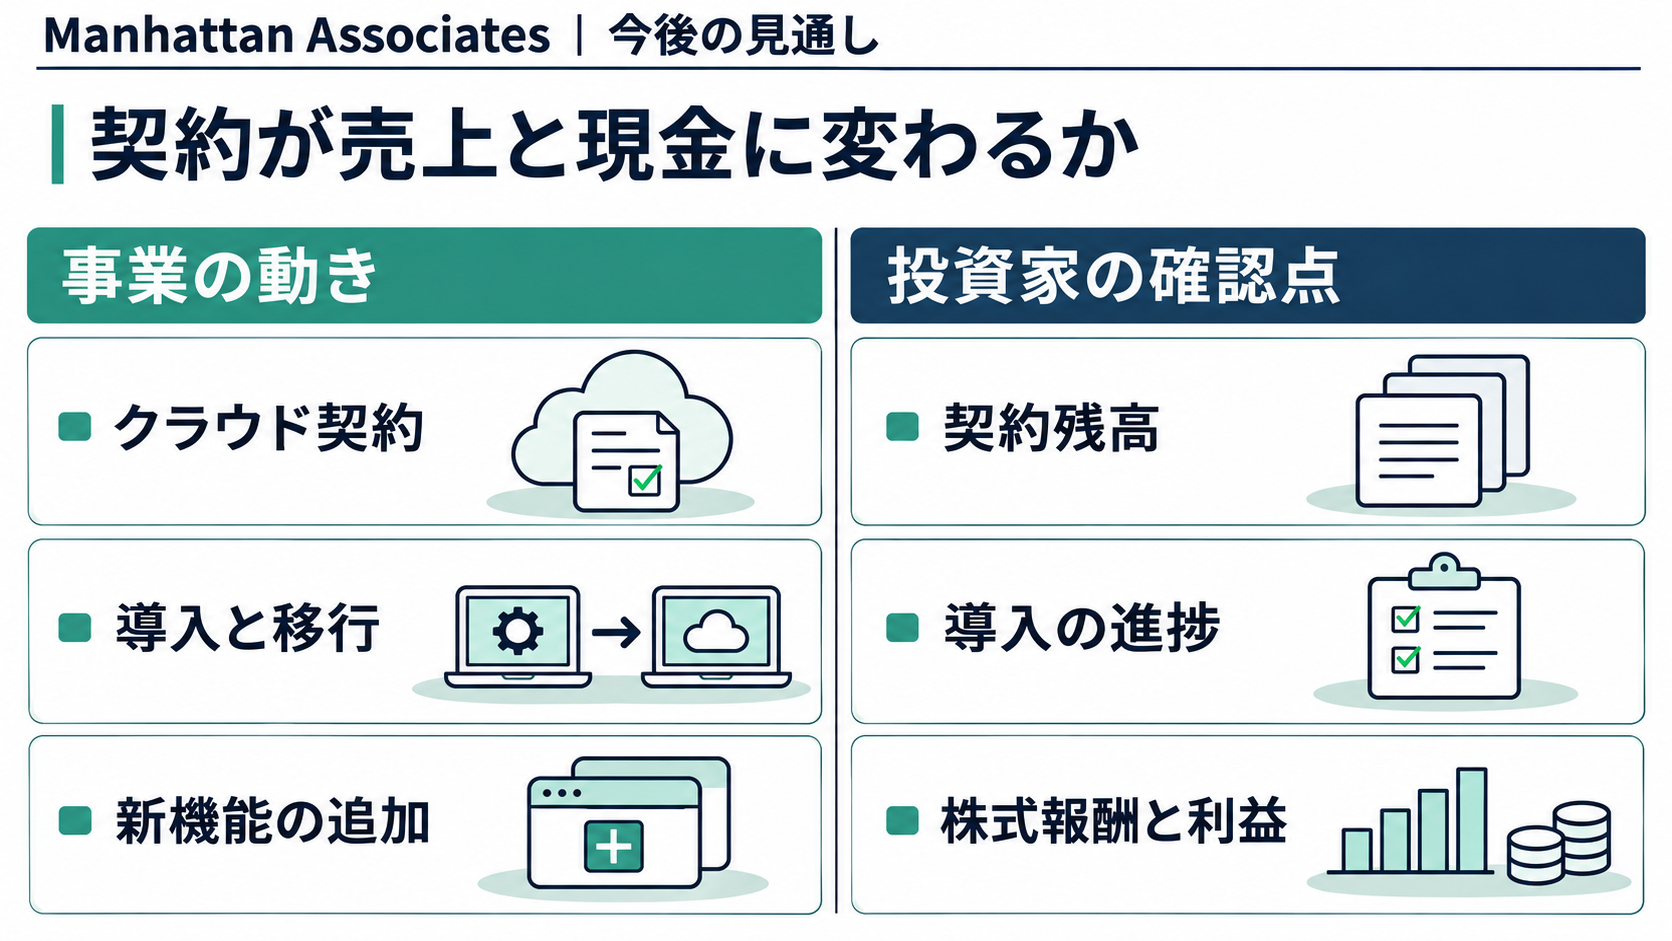 Manhattan Associates | 今後の見通し
契約が売上と現金に変わるか
事業の動き
クラウド契約
導入と移行
新機能の追加
投資家の確認点
契約残高
導入の進捗
株式報酬と利益